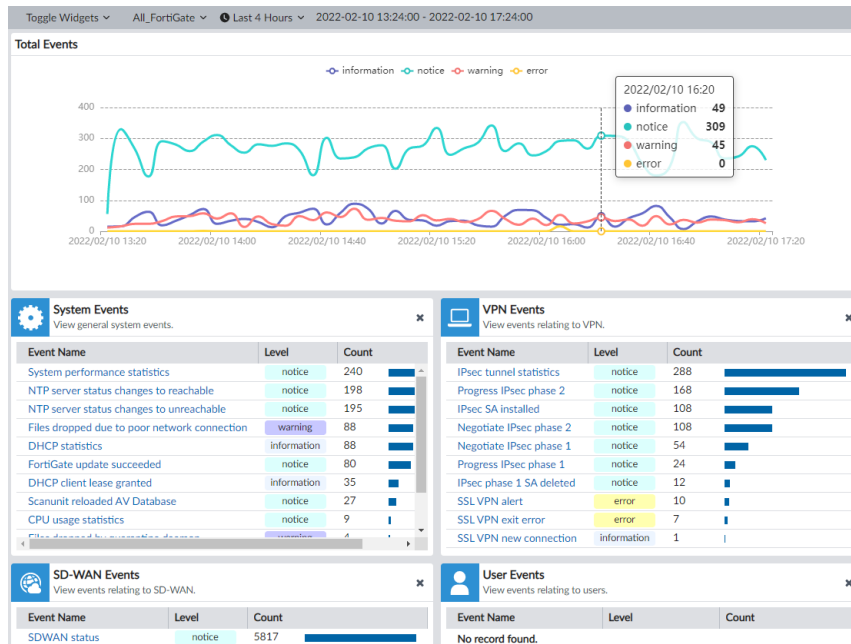 Toggle Widgets All_FortiGate Last 4 Hours 2022-02-10 13:24:00 - 2022-02-10 17:24:00
Total Events
information notice warning error
2022/02/10 16:20
information 49
notice 309
warning 45
error 0
400
300
200
100
0
2022/02/10 13:20 2022/02/10 14:00 2022/02/10 14:40 2022/02/10 15:20 2022/02/10 16:00 2022/02/10 16:40 2022/02/10 17:20
System Events
View general system events.
Event Name Level Count
System performance statistics notice 240
NTP server status changes to reachable notice 198
NTP server status changes to unreachable notice 195
Files dropped due to poor network connection warning 88
DHCP statistics information 88
FortiGate update succeeded notice 80
DHCP client lease granted information 35
Scanunit reloaded AV Database notice 27
CPU usage statistics notice 9
Files dropped by quarantine daemon warning 4
VPN Events
View events relating to VPN.
Event Name Level Count
IPsec tunnel statistics notice 288
Progress IPsec phase 2 notice 168
IPsec SA installed notice 108
Negotiate IPsec phase 2 notice 108
Negotiate IPsec phase 1 notice 54
Progress IPsec phase 1 notice 24
IPsec phase 1 SA deleted notice 12
SSL VPN alert error 10
SSL VPN exit error error 7
SSL VPN new connection information 1
SD-WAN Events
View events relating to SD-WAN.
Event Name Level Count
SDWAN status notice 5817
User Events
View events relating to users.
Event Name Level Count
No record found.